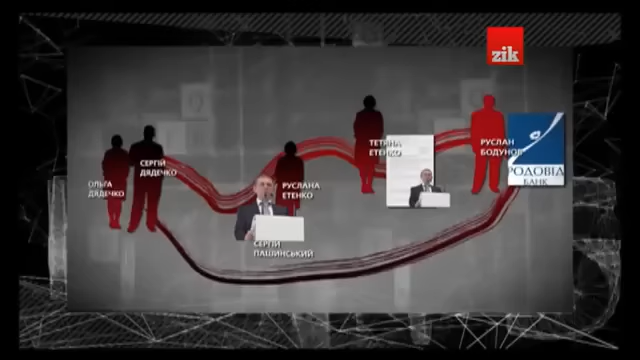 zik
ОЛЬГА
ДЯДЕЧКО
СЕРГІЙ
ДЯДЕЧКО
РУСЛАНА
ЕТЕНКО
СЕРГІЙ
ПАШИНСЬКИЙ
ТЕТЯНА
ЕТЕНКО
РУСЛАН
БОДУНОВ
РОДОВІД
БАНК